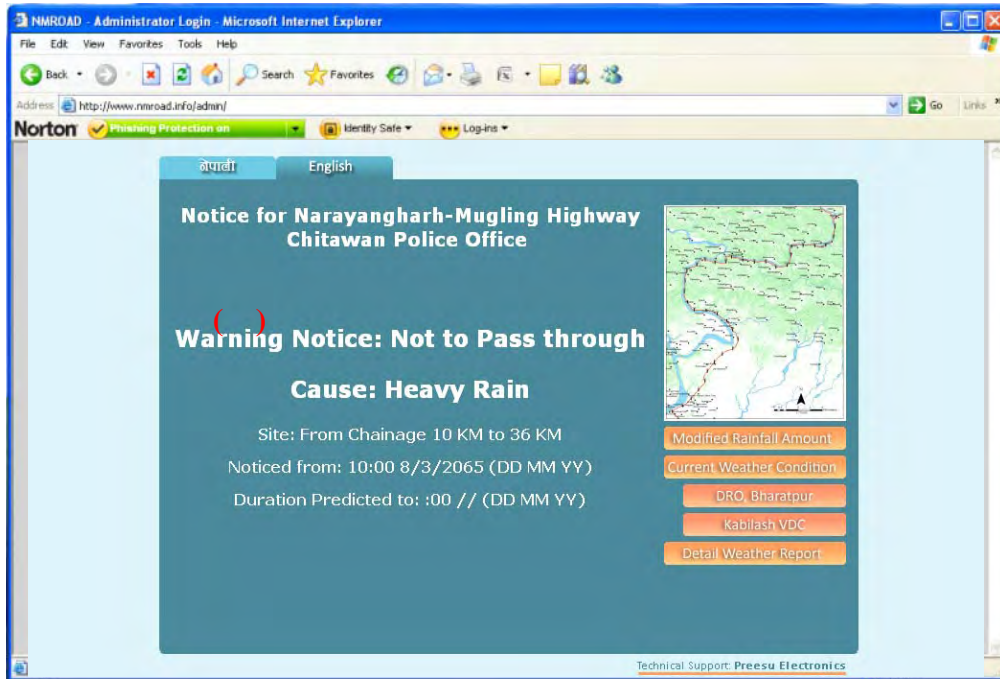 NMROAD - Administrator Login - Microsoft Internet Explorer
File Edit View Favorites Tools Help
Back Search Favorites
Address http://www.nmroad.info/admin/ Go Links »
Norton Phishing Protection on Identity Safe Log-ins
नेपाली English
Notice for Narayangharh-Mugling Highway
Chitawan Police Office
( )
Warning Notice: Not to Pass through
Cause: Heavy Rain
Site: From Chainage 10 KM to 36 KM
Noticed from: 10:00 8/3/2065 (DD MM YY)
Duration Predicted to: :00 // (DD MM YY)
Modified Rainfall Amount
Current Weather Condition
DRO, Bharatpur
Kabilash VDC
Detail Weather Report
Technical Support: Preesu Electronics